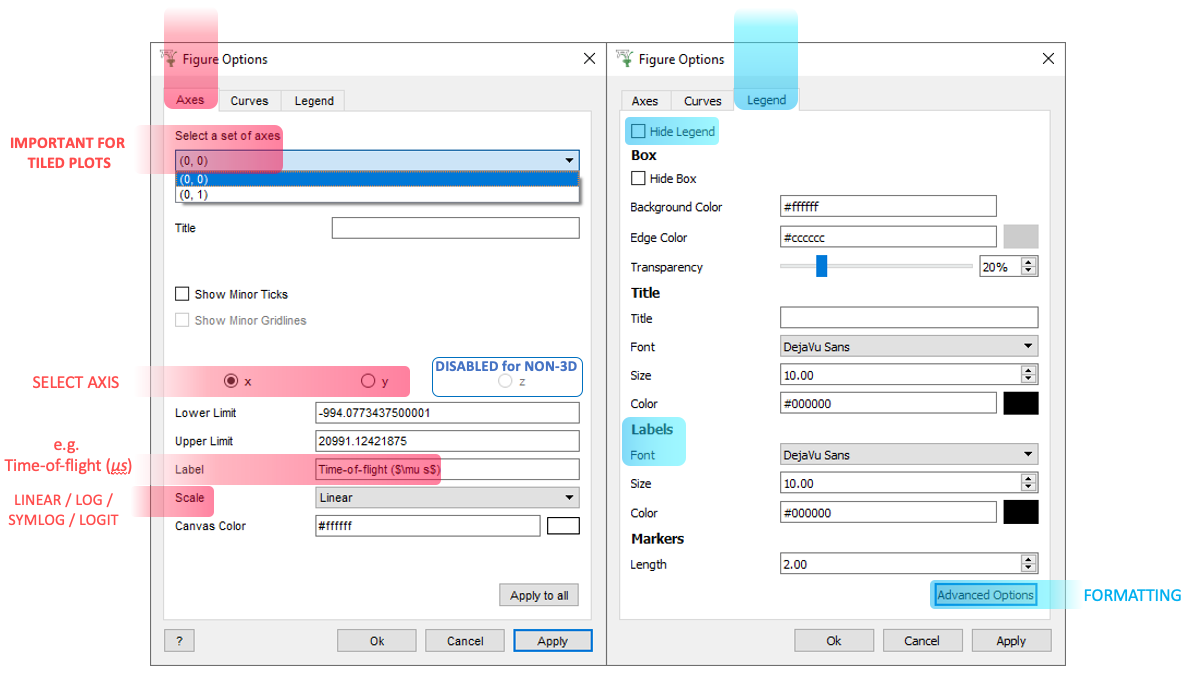 Figure Options
Axes
Curves
Legend
IMPORTANT FOR
TILED PLOTS
Select a set of axes
(0, 0)
(0, 0)
(0, 1)
Title
Show Minor Ticks
Show Minor Gridlines
SELECT AXIS
x
y
DISABLED for NON-3D
z
Lower Limit
-994.0773437500001
Upper Limit
20991.12421875
e.g.
Time-of-flight (μs)
Label
Time-of-flight ($\mu s$)
LINEAR / LOG /
SYMLOG / LOGIT
Scale
Linear
Canvas Color
#ffffff
Apply to all
?
Ok
Cancel
Apply
Figure Options
Axes
Curves
Legend
Hide Legend
Box
Hide Box
Background Color
#ffffff
Edge Color
#cccccc
Transparency
20%
Title
Title
Font
DejaVu Sans
Size
10.00
Color
#000000
Labels
Font
DejaVu Sans
Size
10.00
Color
#000000
Markers
Length
2.00
Advanced Options
FORMATTING
Ok
Cancel
Apply